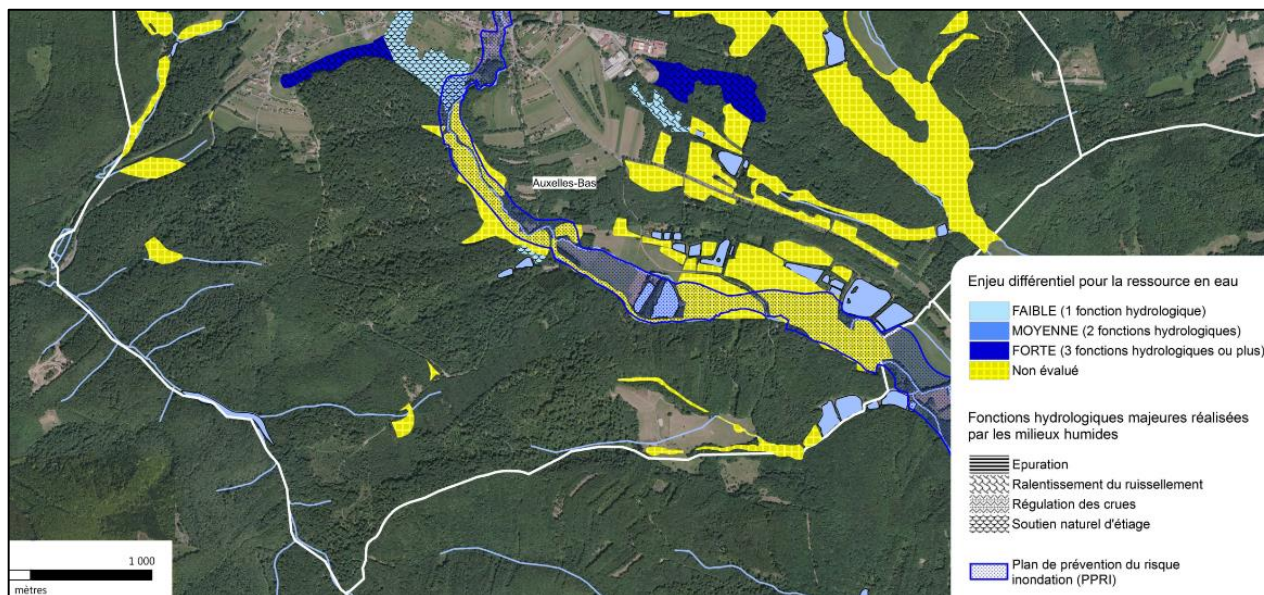 Auxelles-Bas
Enjeu différentiel pour la ressource en eau
FAIBLE (1 fonction hydrologique)
MOYENNE (2 fonctions hydrologiques)
FORTE (3 fonctions hydrologiques ou plus)
Non évalué
Fonctions hydrologiques majeures réalisées
par les milieux humides
Epuration
Ralentissement du ruissellement
Régulation des crues
Soutien naturel d'étiage
Plan de prévention du risque
inondation (PPRI)
1 000
mètres